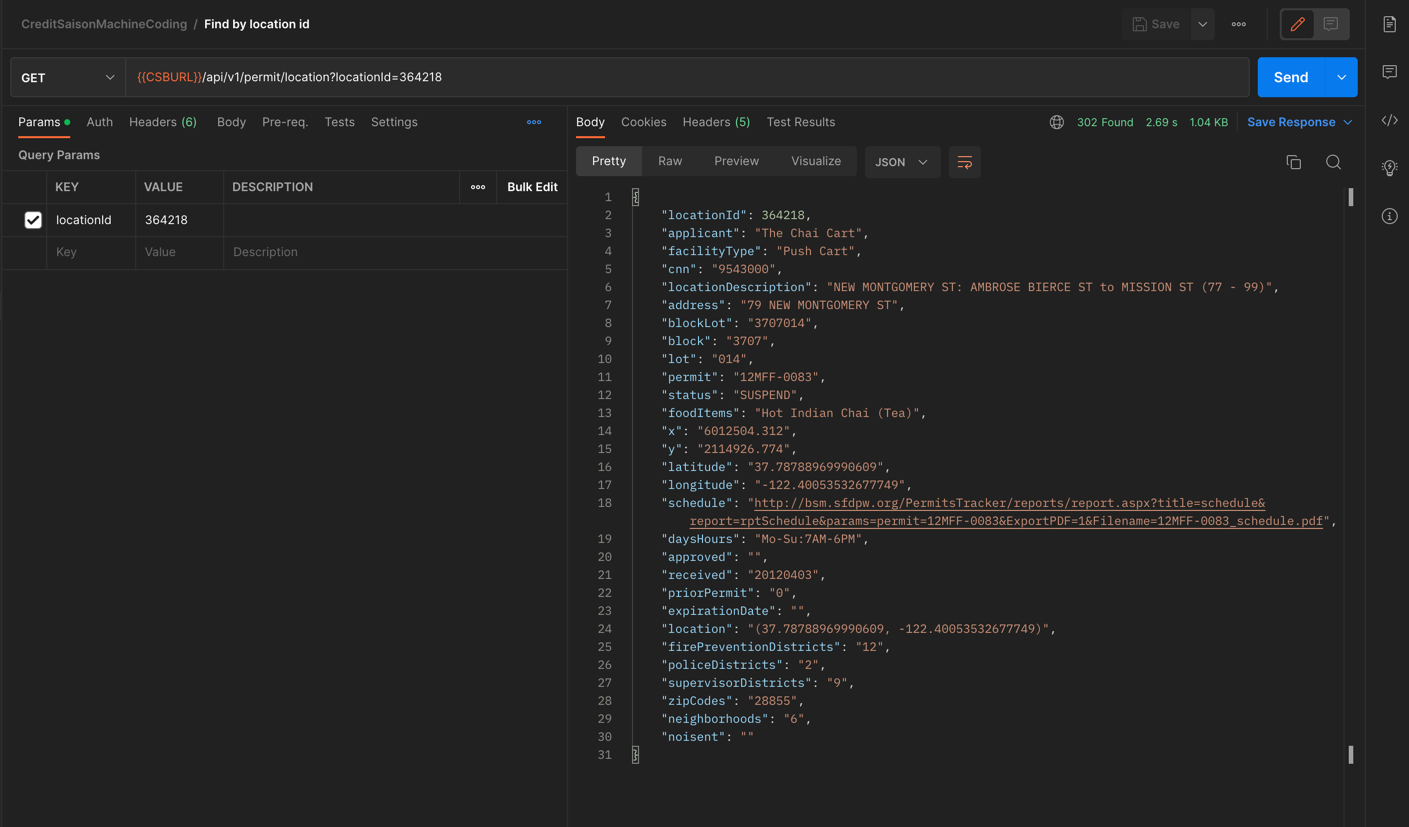 CreditSaisonMachineCoding / Find by location id
Save
GET
{{CSBURL}}/api/v1/permit/location?locationId=364218
Send
Params Auth Headers (6) Body Pre-req. Tests Settings
Query Params
KEY VALUE DESCRIPTION Bulk Edit
locationId 364218
Key Value Description
Body Cookies Headers (5) Test Results
302 Found 2.69 s 1.04 KB Save Response
Pretty Raw Preview Visualize JSON
1 {
2 "locationId": 364218,
3 "applicant": "The Chai Cart",
4 "facilityType": "Push Cart",
5 "cnn": "9543000",
6 "locationDescription": "NEW MONTGOMERY ST: AMBROSE BIERCE ST to MISSION ST (77 - 99)",
7 "address": "79 NEW MONTGOMERY ST",
8 "blockLot": "3707014",
9 "block": "3707",
10 "lot": "014",
11 "permit": "12MFF-0083",
12 "status": "SUSPEND",
13 "foodItems": "Hot Indian Chai (Tea)",
14 "x": "6012504.312",
15 "y": "2114926.774",
16 "latitude": "37.78788969990609",
17 "longitude": "-122.40053532677749",
18 "schedule": "http://bsm.sfdpw.org/PermitsTracker/reports/report.aspx?title=schedule&
report=rptSchedule&params=permit=12MFF-0083&ExportPDF=1&Filename=12MFF-0083_schedule.pdf",
19 "daysHours": "Mo-Su:7AM-6PM",
20 "approved": "",
21 "received": "20120403",
22 "priorPermit": "0",
23 "expirationDate": "",
24 "location": "(37.78788969990609, -122.40053532677749)",
25 "firePreventionDistricts": "12",
26 "policeDistricts": "2",
27 "supervisorDistricts": "9",
28 "zipCodes": "28855",
29 "neighborhoods": "6",
30 "noisent": ""
31 }